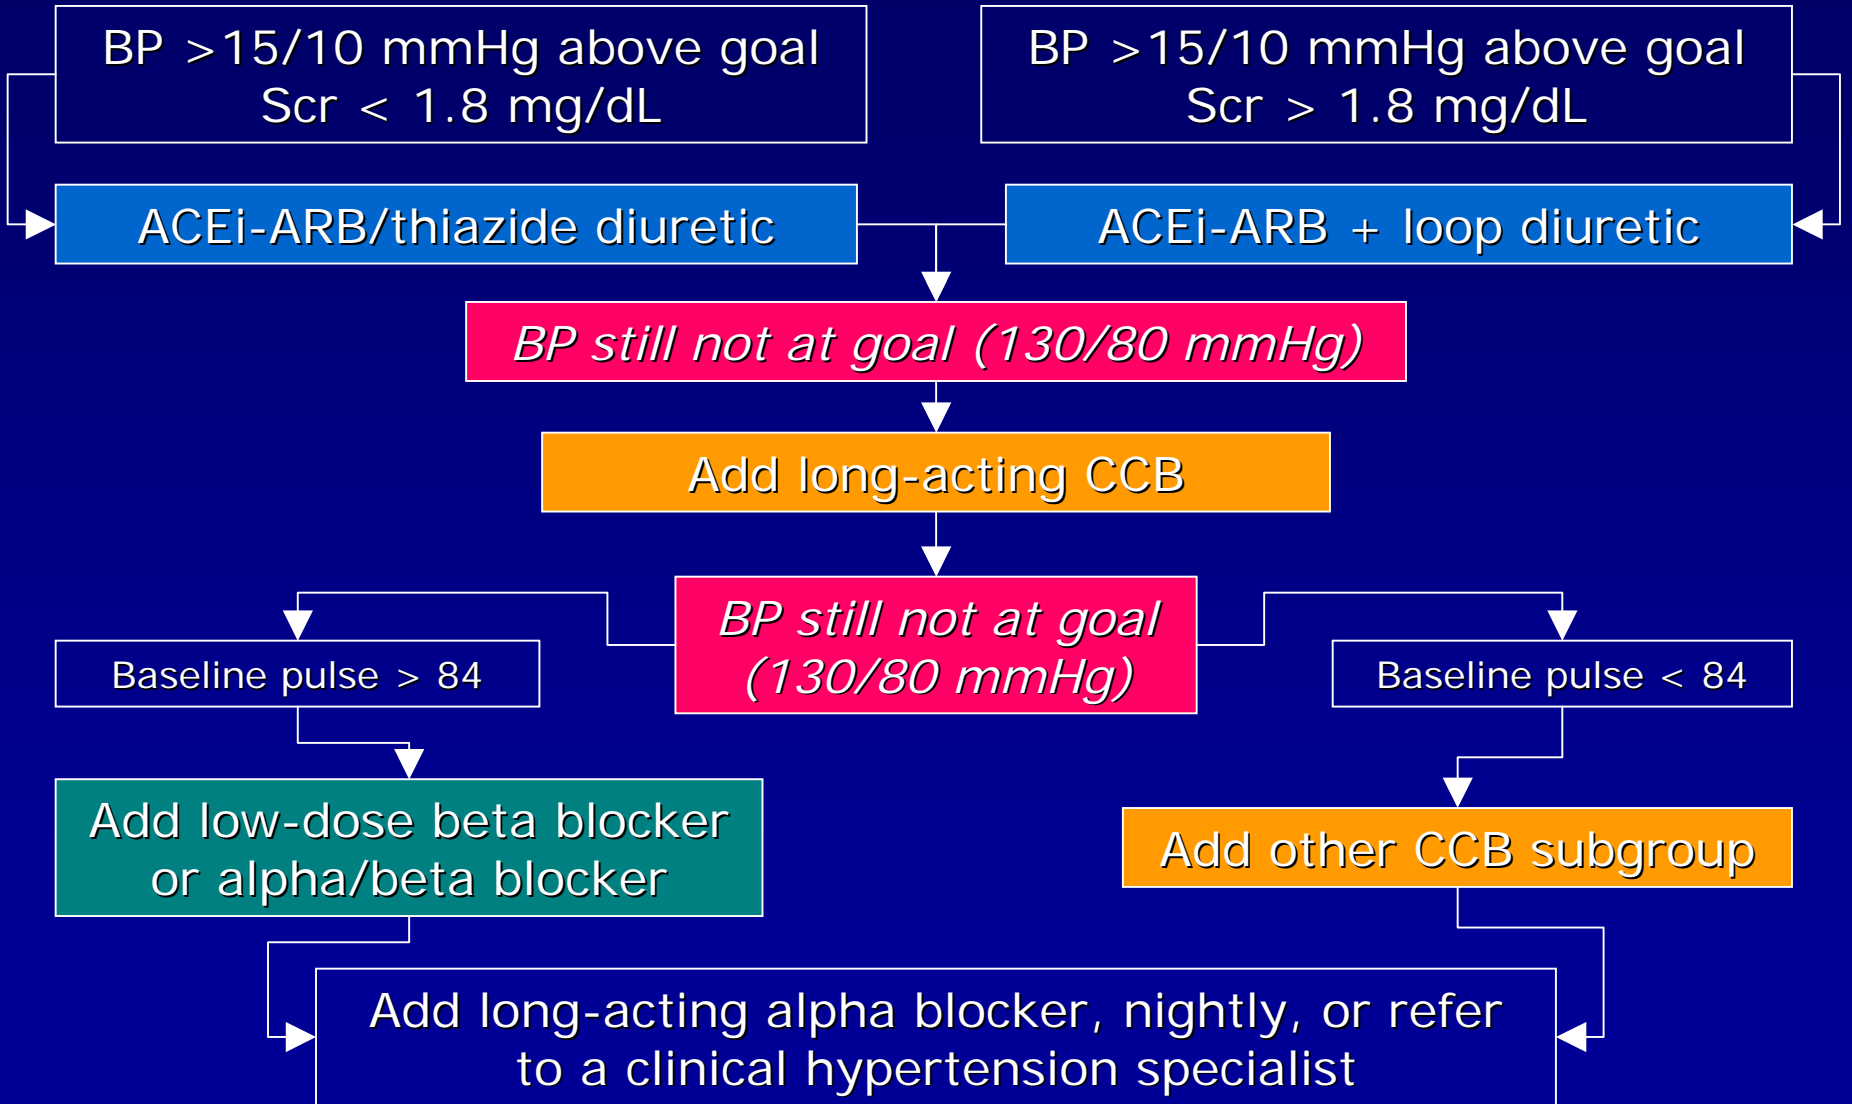 BP >15/10 mmHg above goal
Scr < 1.8 mg/dL
BP >15/10 mmHg above goal
Scr > 1.8 mg/dL
ACEi-ARB/thiazide diuretic
ACEi-ARB + loop diuretic
BP still not at goal (130/80 mmHg)
Add long-acting CCB
BP still not at goal
(130/80 mmHg)
Baseline pulse > 84
Baseline pulse < 84
Add low-dose beta blocker
or alpha/beta blocker
Add other CCB subgroup
Add long-acting alpha blocker, nightly, or refer
to a clinical hypertension specialist